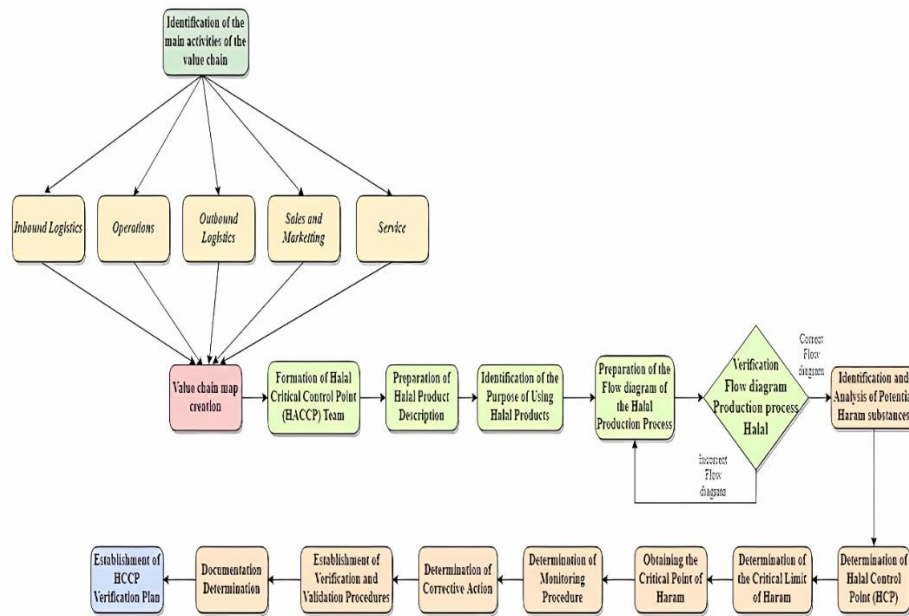 Identification of the
main activities of the
value chain
Inbound Logistics
Operations
Outbound
Logistics
Sales and
Marketting
Service
Value chain map
creation
Formation of Halal
Critical Control Point
(HACCP) Team
Preparation of
Halal Product
Description
Identification of the
Purpose of Using
Halal Products
Preparation of the
Flow diagram of
the Halal
Production Process
Verification
Flow diagram
Production process
Halal
Correct
Flow
diagram
Incorrect
Flow
diagram
Identification and
Analysis of Potential
Haram substances
Determination of
Halal Control
Point (HCP)
Determination of
the Critical Limit
of Haram
Obtaining the
Critical Point of
Haram
Determination of
Monitoring
Procedure
Determination of
Corrective Action
Establishment of
Verification and
Validation Procedures
Documentation
Determination
Establishment of
HCCP
Verification Plan